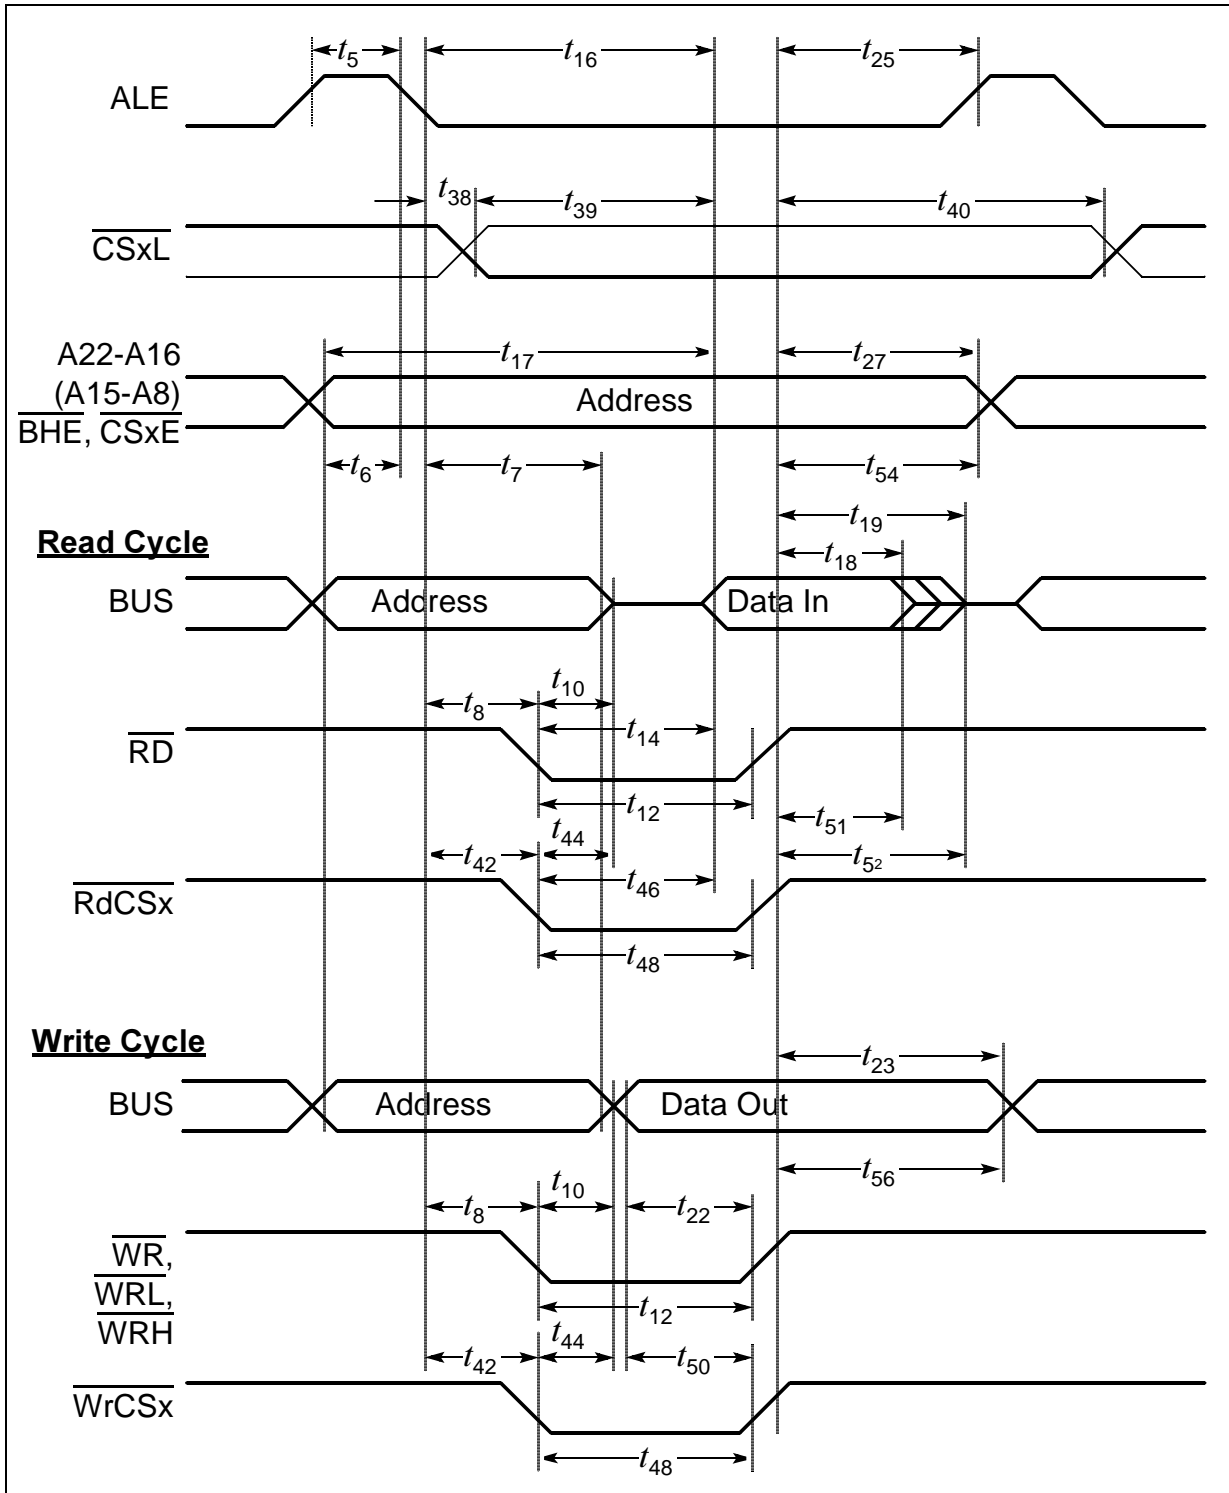 t5 t16 t25
ALE
t38 t39 t40
CSxL
t17 t27
A22-A16
(A15-A8)
BHE, CSxE
Address
t6 t7 t54
t19
Read Cycle
t18
BUS Address Data In
t10
t8
t14
RD
t12
t51
t44
t42 t52
t46
RdCSx
t48
Write Cycle
t23
BUS Address Data Out
t56
t10
t8 t22
WR,
WRL,
t12
WRH
t44
t42 t50
WrCSx
t48